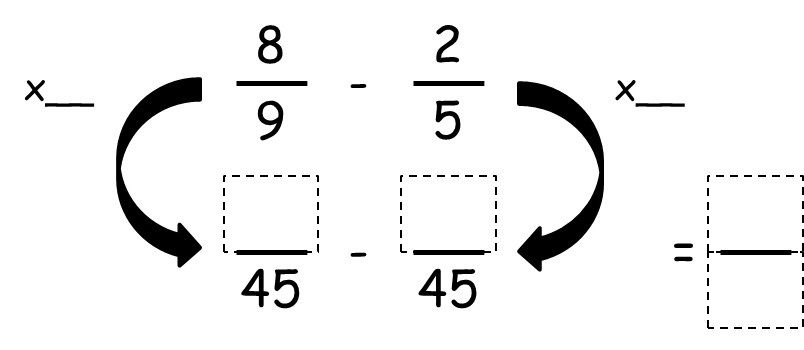 8 2
x__ - x__
9 5
- =
45 45